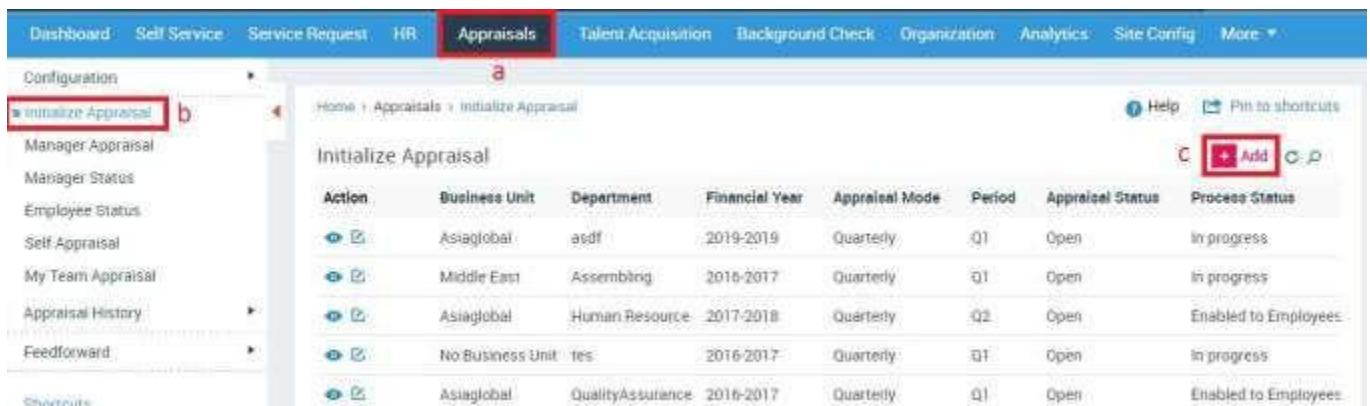 Dashboard Self Service Service Request HR Appraisals Talent Acquisition Background Check Organization Analytics Site Config More
a
Configuration
Initialize Appraisal b
Manager Appraisal
Manager Status
Employee Status
Self Appraisal
My Team Appraisal
Appraisal History
Feedforward
Shortcuts
Home > Appraisals > Initialize Appraisal
? Help Pin to shortcuts
Initialize Appraisal
c + Add
Action Business Unit Department Financial Year Appraisal Mode Period Appraisal Status Process Status
Asiaglobal asdf 2019-2019 Quarterly Q1 Open In progress
Middle East Assembling 2016-2017 Quarterly Q1 Open In progress
Asiaglobal Human Resource 2017-2018 Quarterly Q2 Open Enabled to Employees
No Business Unit tes 2016-2017 Quarterly Q1 Open In progress
Asiaglobal QualityAssurance 2016-2017 Quarterly Q1 Open Enabled to Employees